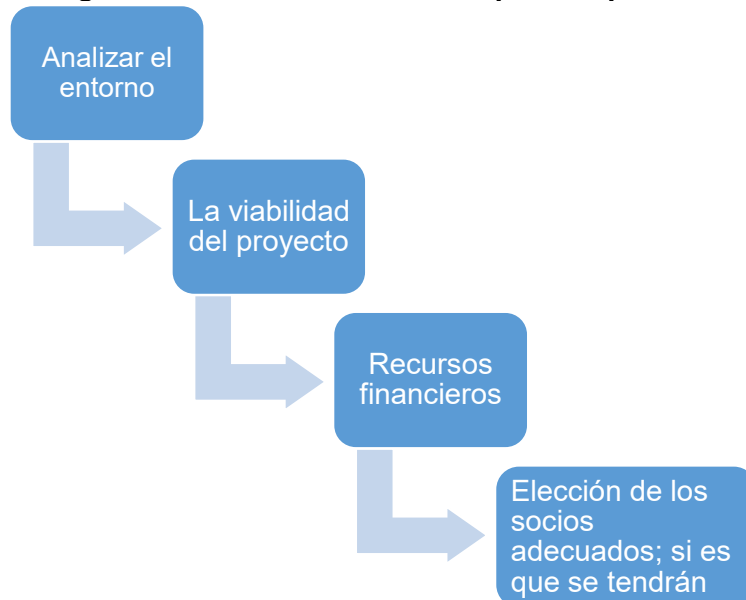 Analizar el
entorno
La viabilidad
del proyecto
Recursos
financieros
Elección de los
socios
adecuados; si es
que se tendrán